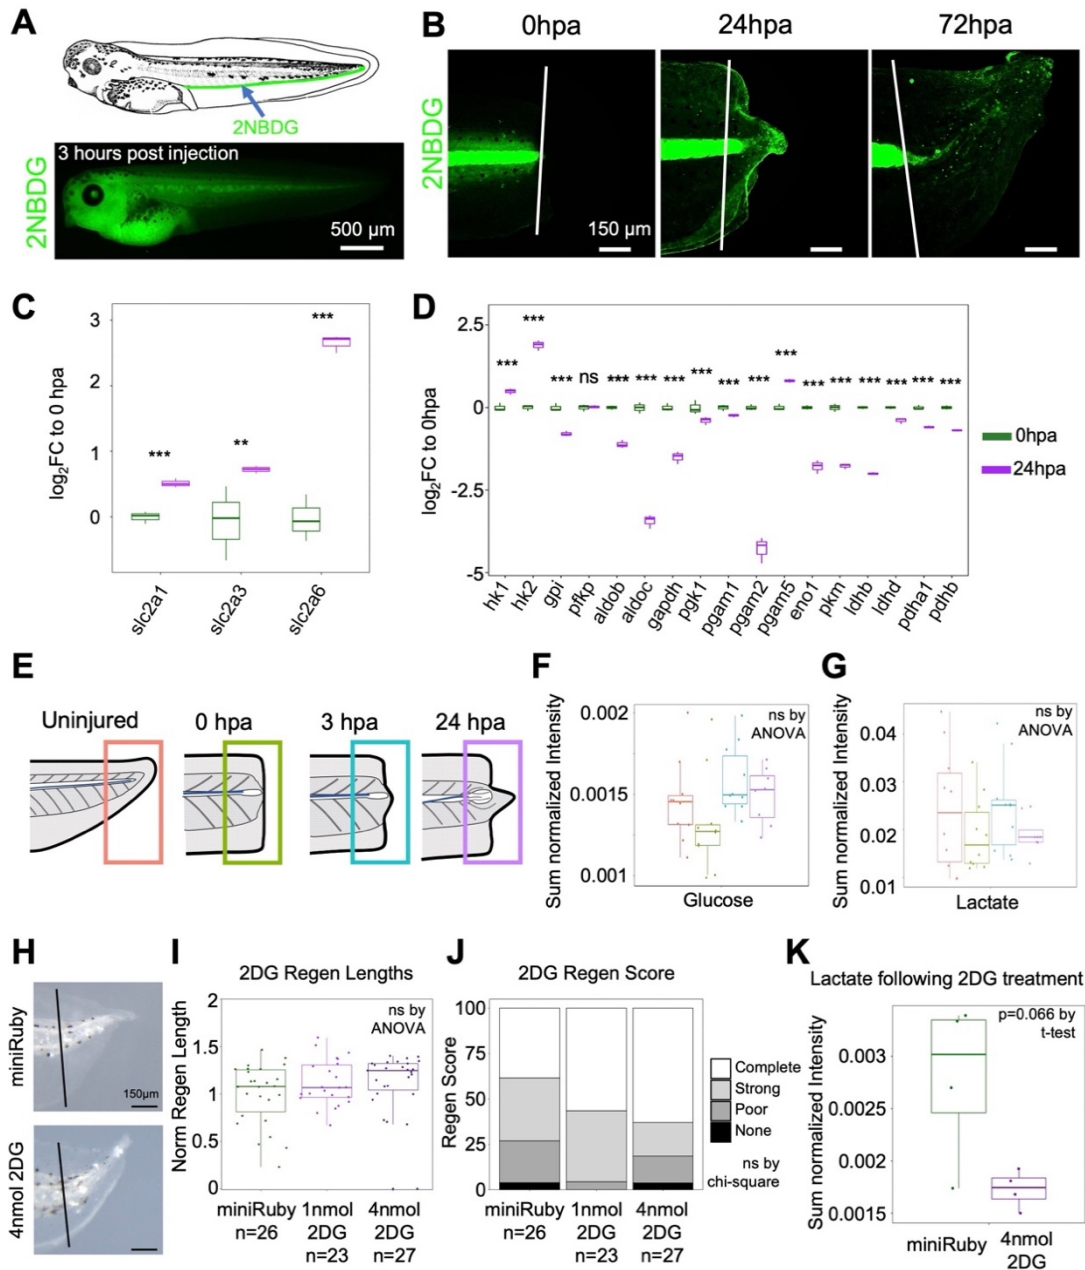 A
2NBDG
3 hours post injection
2NBDG
500 µm
B
0hpa
24hpa
72hpa
2NBDG
150 µm
C
log2FC to 0 hpa
3
2
1
0
***
**
***
slc2a1
slc2a3
slc2a6
D
log2FC to 0hpa
2.5
0
-2.5
-5
***
***
***
ns
***
***
***
***
***
***
***
***
***
***
***
***
***
hk1
hk2
gpi
pfkp
aldob
aldoc
gapdh
pgk1
pgam1
pgam2
pgam5
eno1
pkm
ldhb
ldhd
pdha1
pdhb
0hpa
24hpa
E
Uninjured
0 hpa
3 hpa
24 hpa
F
Sum normalized Intensity
0.002
0.0015
0.001
ns by
ANOVA
Glucose
G
Sum normalized Intensity
0.04
0.03
0.02
0.01
ns by
ANOVA
Lactate
H
miniRuby
150µm
4nmol 2DG
I
2DG Regen Lengths
Norm Regen Length
2
1.5
1
0.5
0
ns by
ANOVA
miniRuby
n=26
1nmol
2DG
n=23
4nmol
2DG
n=27
J
2DG Regen Score
Regen Score
100
75
50
25
0
Complete
Strong
Poor
None
ns by
chi-square
miniRuby
n=26
1nmol
2DG
n=23
4nmol
2DG
n=27
K
Lactate following 2DG treatment
Sum normalized Intensity
0.003
0.0025
0.002
0.0015
p=0.066 by
t-test
miniRuby
4nmol
2DG